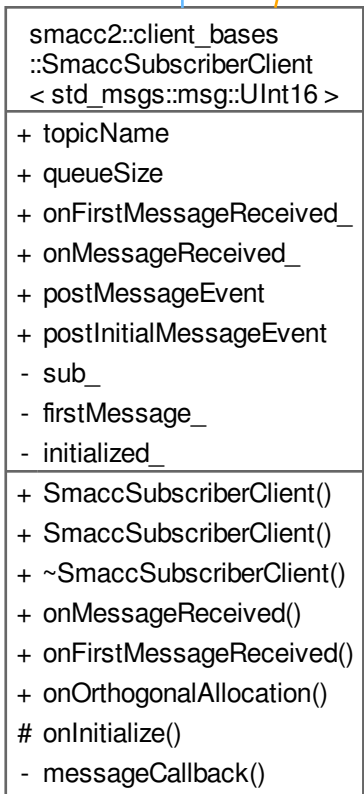 smacc2::client_bases
::SmaccSubscriberClient
< std_msgs::msg::UInt16 >
+ topicName
+ queueSize
+ onFirstMessageReceived_
+ onMessageReceived_
+ postMessageEvent
+ postInitialMessageEvent
- sub_
- firstMessage_
- initialized_
+ SmaccSubscriberClient()
+ SmaccSubscriberClient()
+ ~SmaccSubscriberClient()
+ onMessageReceived()
+ onFirstMessageReceived()
+ onOrthogonalAllocation()
# onInitialize()
- messageCallback()